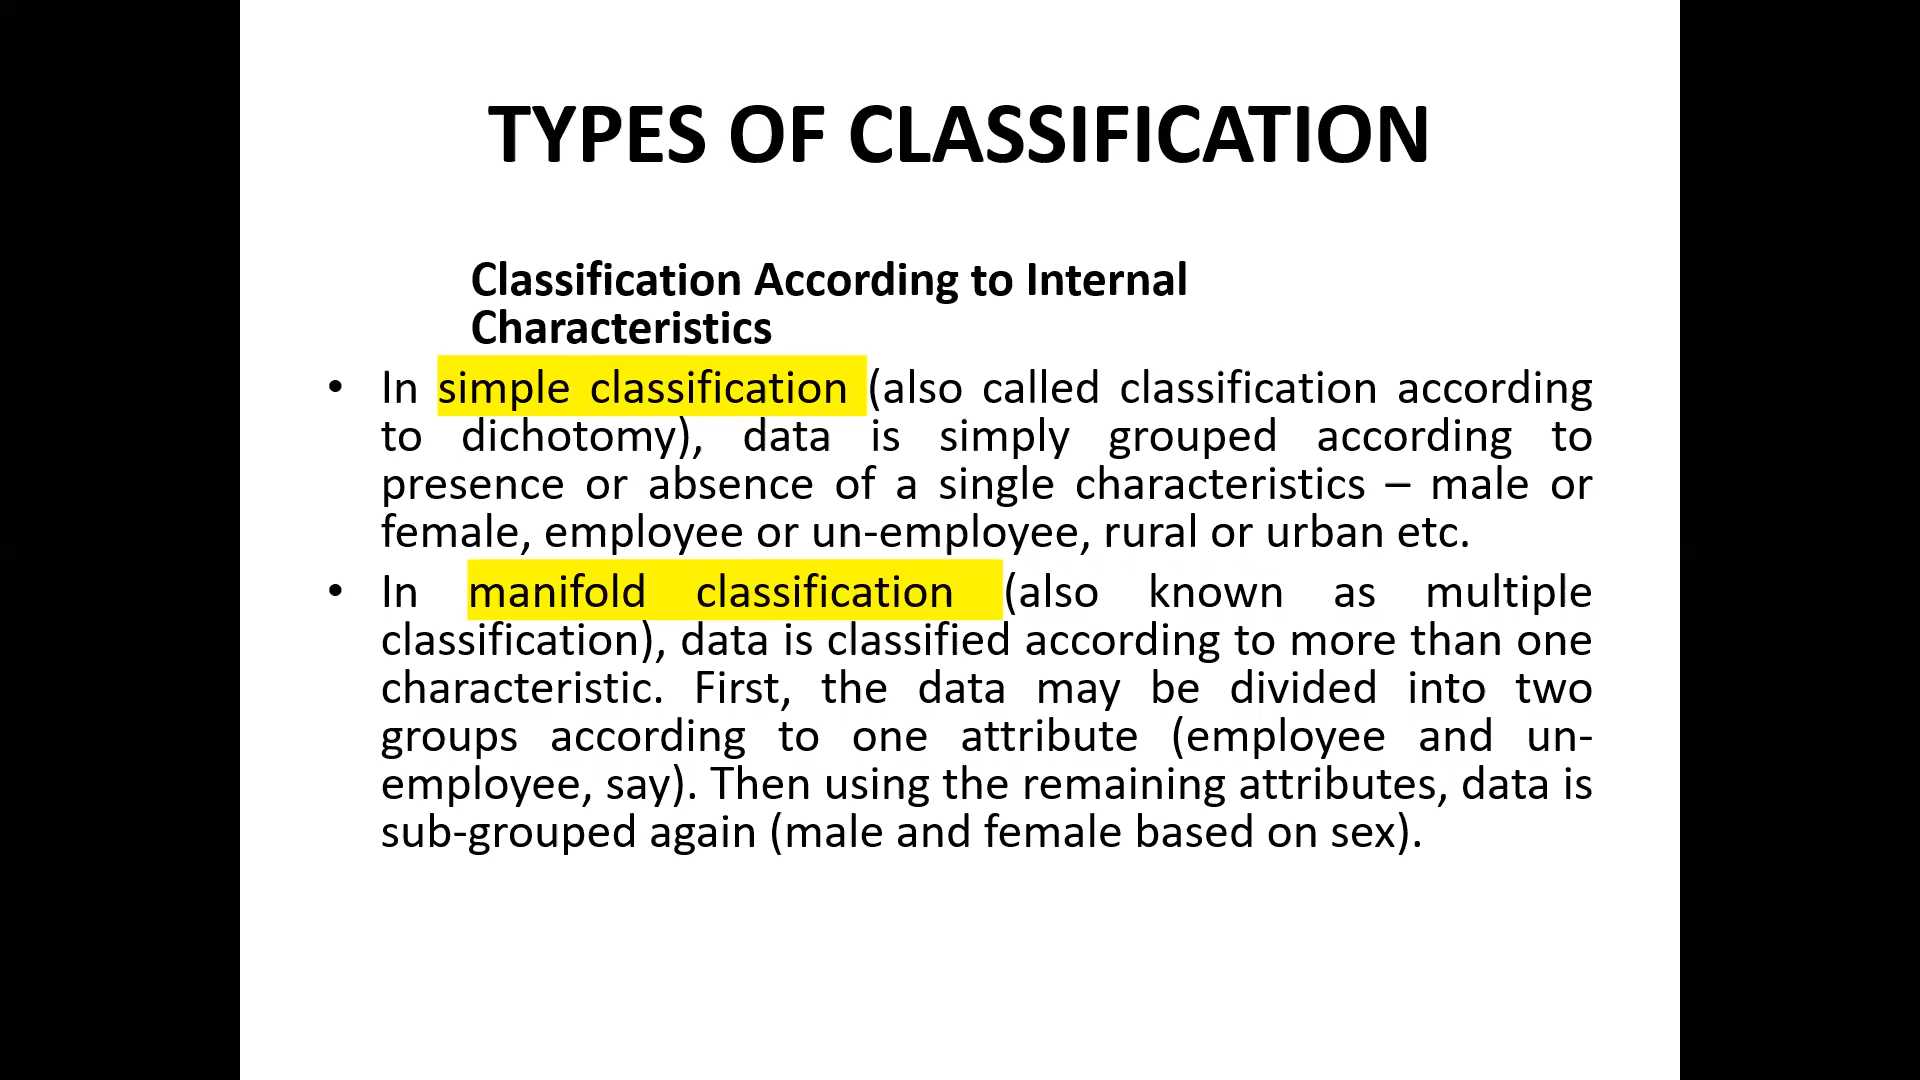 TYPES OF CLASSIFICATION
Classification According to Internal
Characteristics
• In simple classification (also called classification according
to dichotomy), data is simply grouped according to
presence or absence of a single characteristics – male or
female, employee or un-employee, rural or urban etc.
• In manifold classification (also known as multiple
classification), data is classified according to more than one
characteristic. First, the data may be divided into two
groups according to one attribute (employee and un-
employee, say). Then using the remaining attributes, data is
sub-grouped again (male and female based on sex).